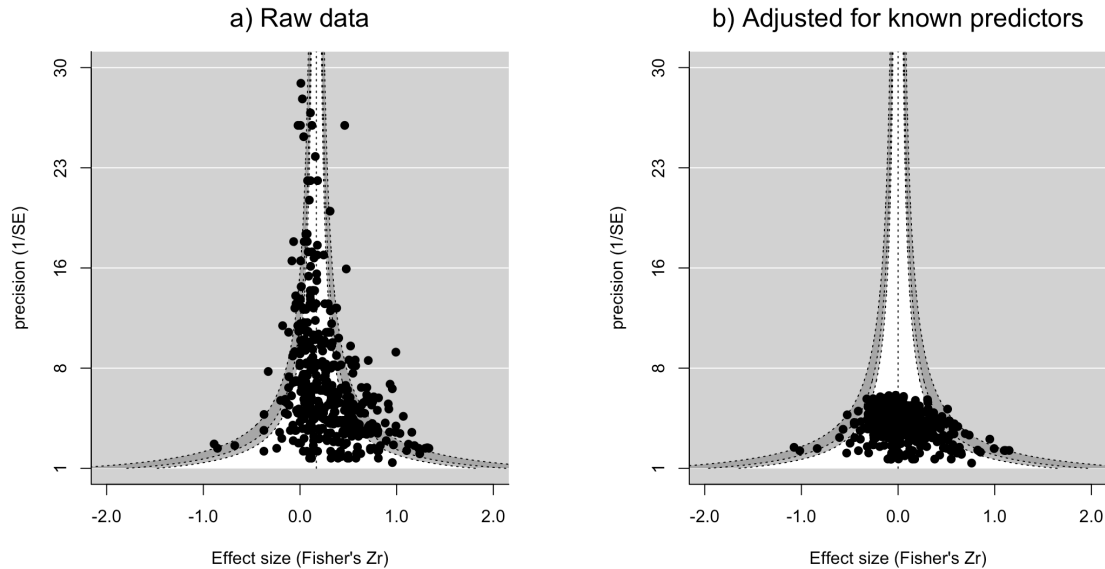 a) Raw data
30
23
16
8
1
precision (1/SE)
-2.0 -1.0 0.0 1.0 2.0
Effect size (Fisher's Zr)
b) Adjusted for known predictors
30
23
16
8
1
precision (1/SE)
-2.0 -1.0 0.0 1.0 2.0
Effect size (Fisher's Zr)